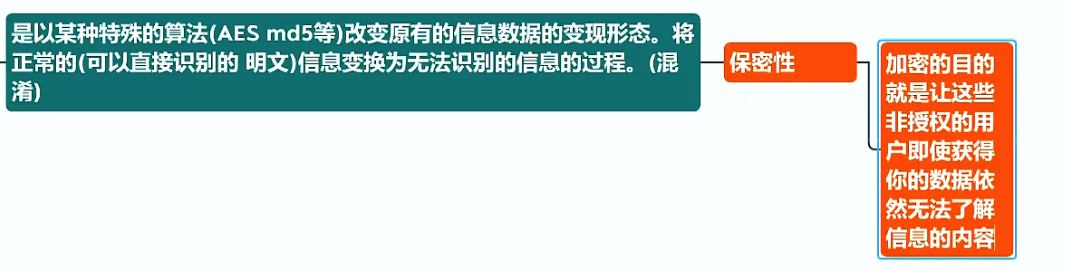 是以某种特殊的算法(AES md5等)改变原有的信息数据的变现形态。将
正常的(可以直接识别的 明文)信息变换为无法识别的信息的过程。(混
淆)
保密性
加密的目的
就是让这些
非授权的用
户即使获得
你的数据依
然无法了解
信息的内容